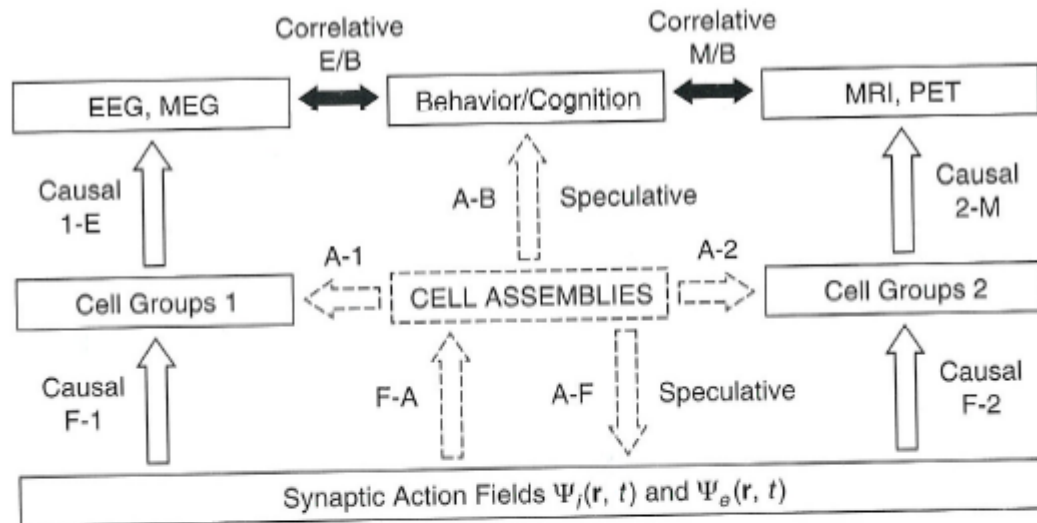 Correlative
E/B
Correlative
M/B
EEG, MEG
Behavior/Cognition
MRI, PET
Causal
1-E
A-B
Speculative
Causal
2-M
A-1
A-2
Cell Groups 1
CELL ASSEMBLIES
Cell Groups 2
Causal
F-1
F-A
A-F
Speculative
Causal
F-2
Synaptic Action Fields Ψi(r, t) and Ψe(r, t)